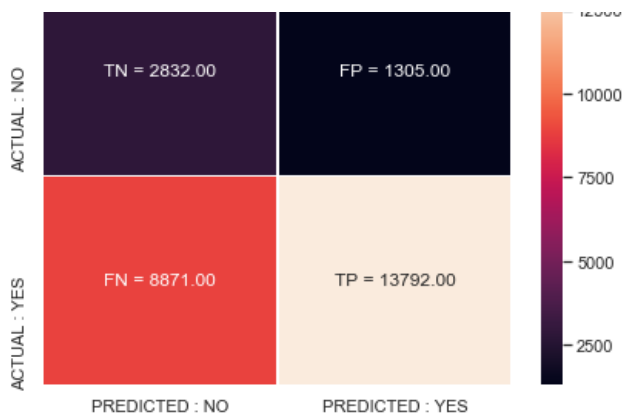 12500
TN = 2832.00
FP = 1305.00
ACTUAL : NO
10000
7500
5000
FN = 8871.00
TP = 13792.00
ACTUAL : YES
2500
PREDICTED : NO
PREDICTED : YES